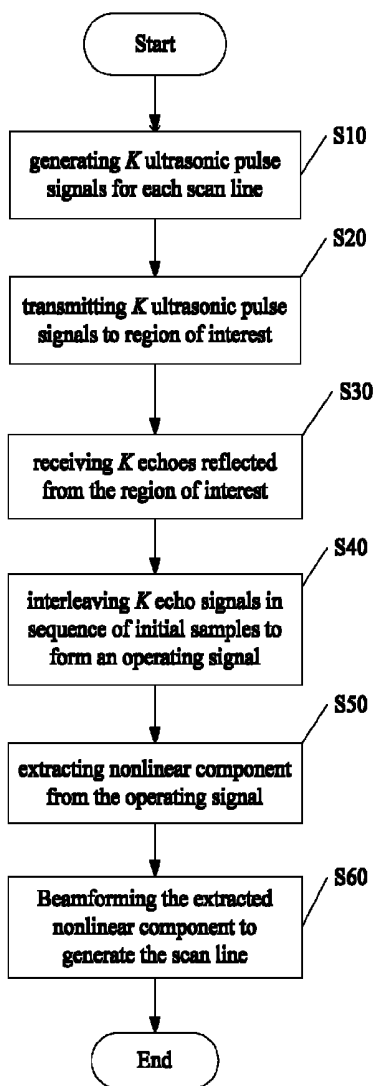 Start
S10
generating K ultrasonic pulse
signals for each scan line
S20
transmitting K ultrasonic pulse
signals to region of interest
S30
receiving K echoes reflected
from the region of interest
S40
interleaving K echo signals in
sequence of initial samples to
form an operating signal
S50
extracting nonlinear component
from the operating signal
S60
Beamforming the extracted
nonlinear component to
generate the scan line
End